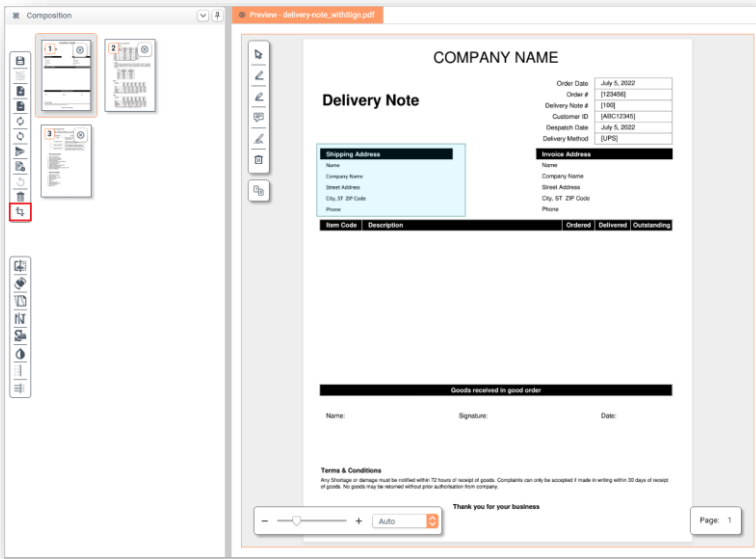 Composition
Preview - delivery-note_withSign.pdf
1
2
3
COMPANY NAME
Delivery Note
Order Date July 5, 2022
Order # [123456]
Delivery Note # [100]
Customer ID [ABC12345]
Despatch Date July 5, 2022
Delivery Method [UPS]
Shipping Address Invoice Address
Name Name
Company Name Company Name
Street Address Street Address
City, ST ZIP Code City, ST ZIP Code
Phone Phone
Item Code Description Ordered Delivered Outstanding
Goods received in good order
Name: Signature: Date:
Terms & Conditions
Any Shortage or damage must be notified within 72 hours of receipt of goods. Complaints can only be accepted if made in writing within 30 days of receipt
of goods. No goods may be returned without prior authorisation from company.
Thank you for your business
Auto
Page: 1